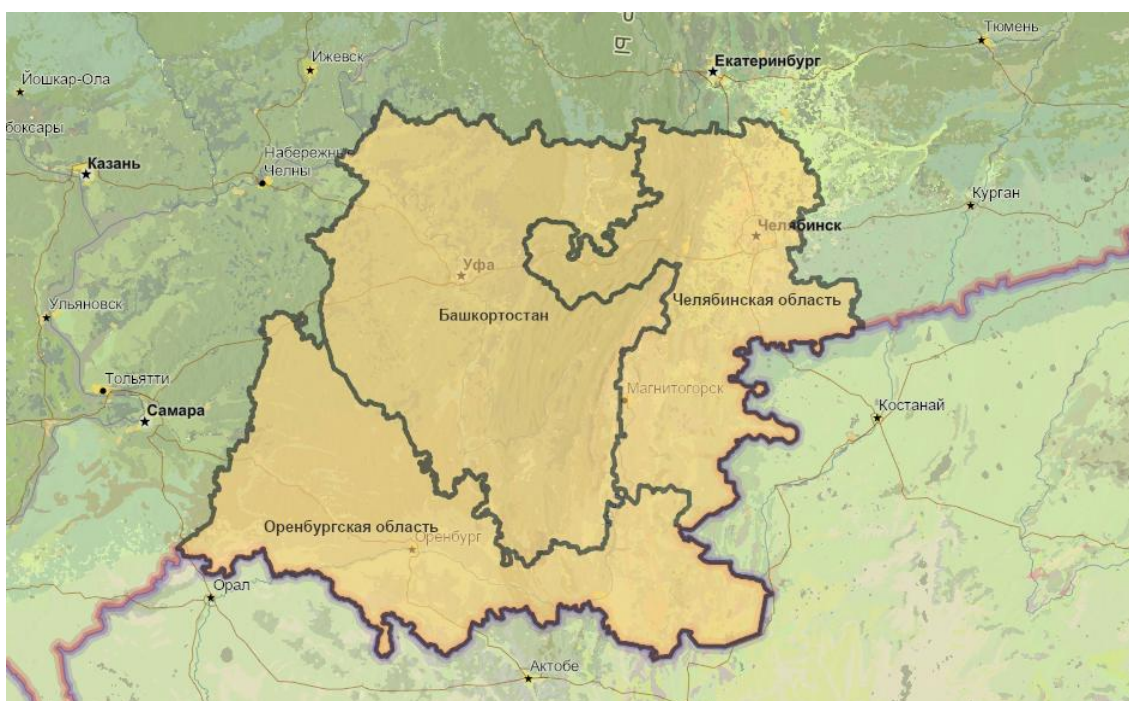 Тюмень
Екатеринбург
Ижевск
Йошкар-Ола
боксары
Набережны
Челны
Казань
Курган
Челябинск
Уфа
Ульяновск
Челябинская область
Башкортостан
Тольятти
Магнитогорск
Самара
Костанай
Оренбургская область
Оренбург
Орал
Актобе